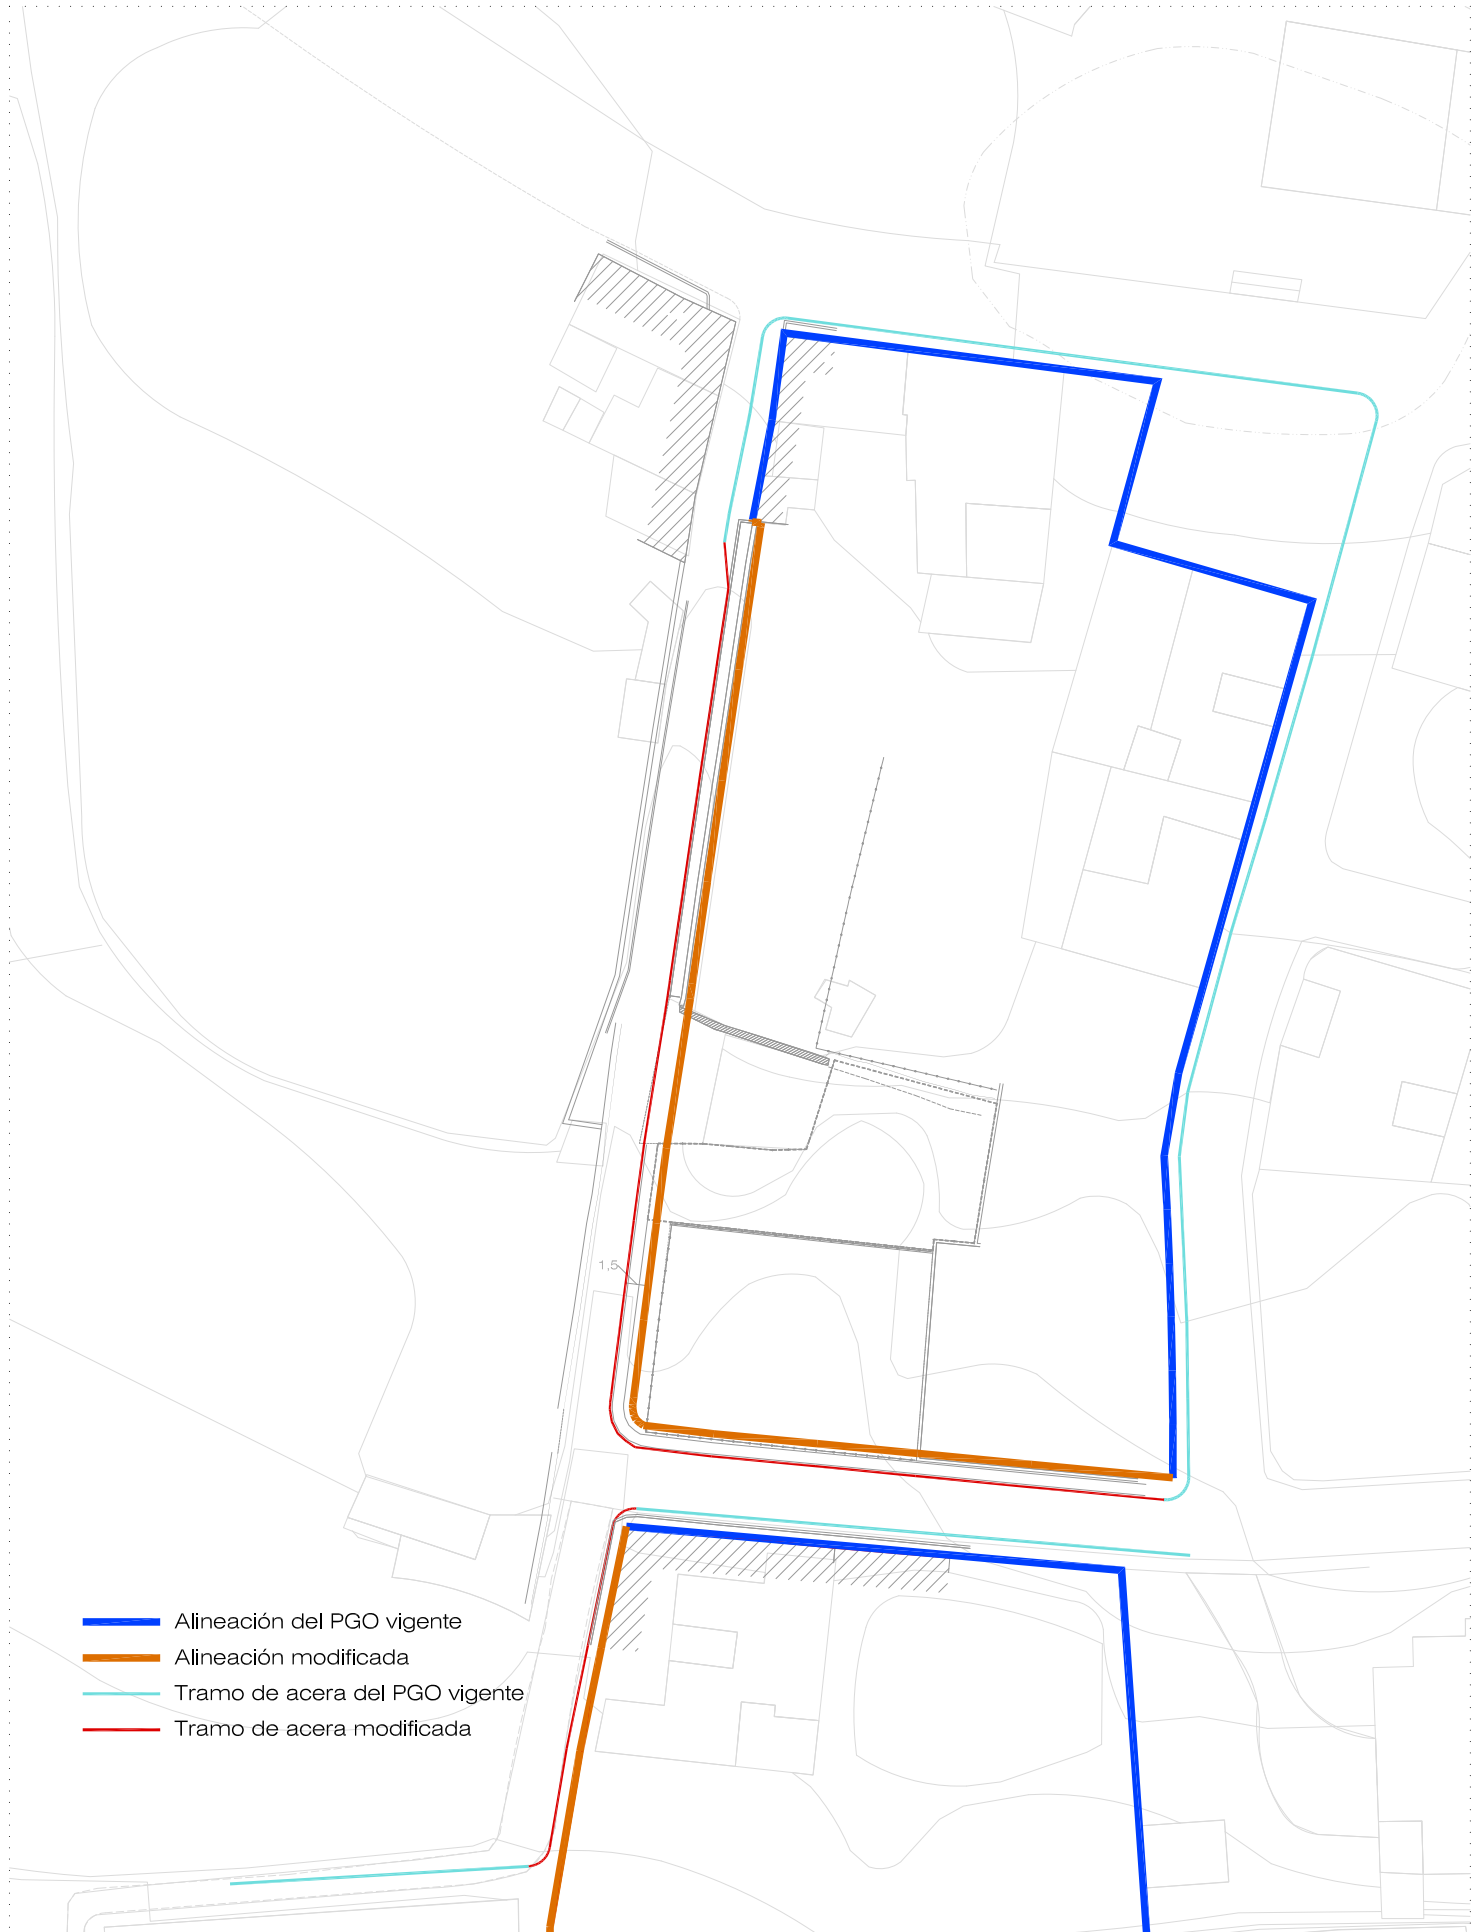 1,5
Alineación del PGO vigente
Alineación modificada
Tramo de acera del PGO vigente
Tramo de acera modificada